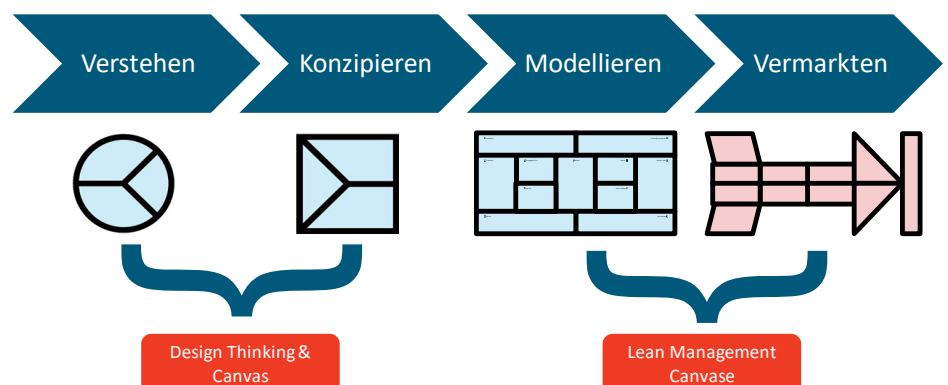 Verstehen
Konzipieren
Modellieren
Vermarkten
Design Thinking &
Canvas
Lean Management
Canvase